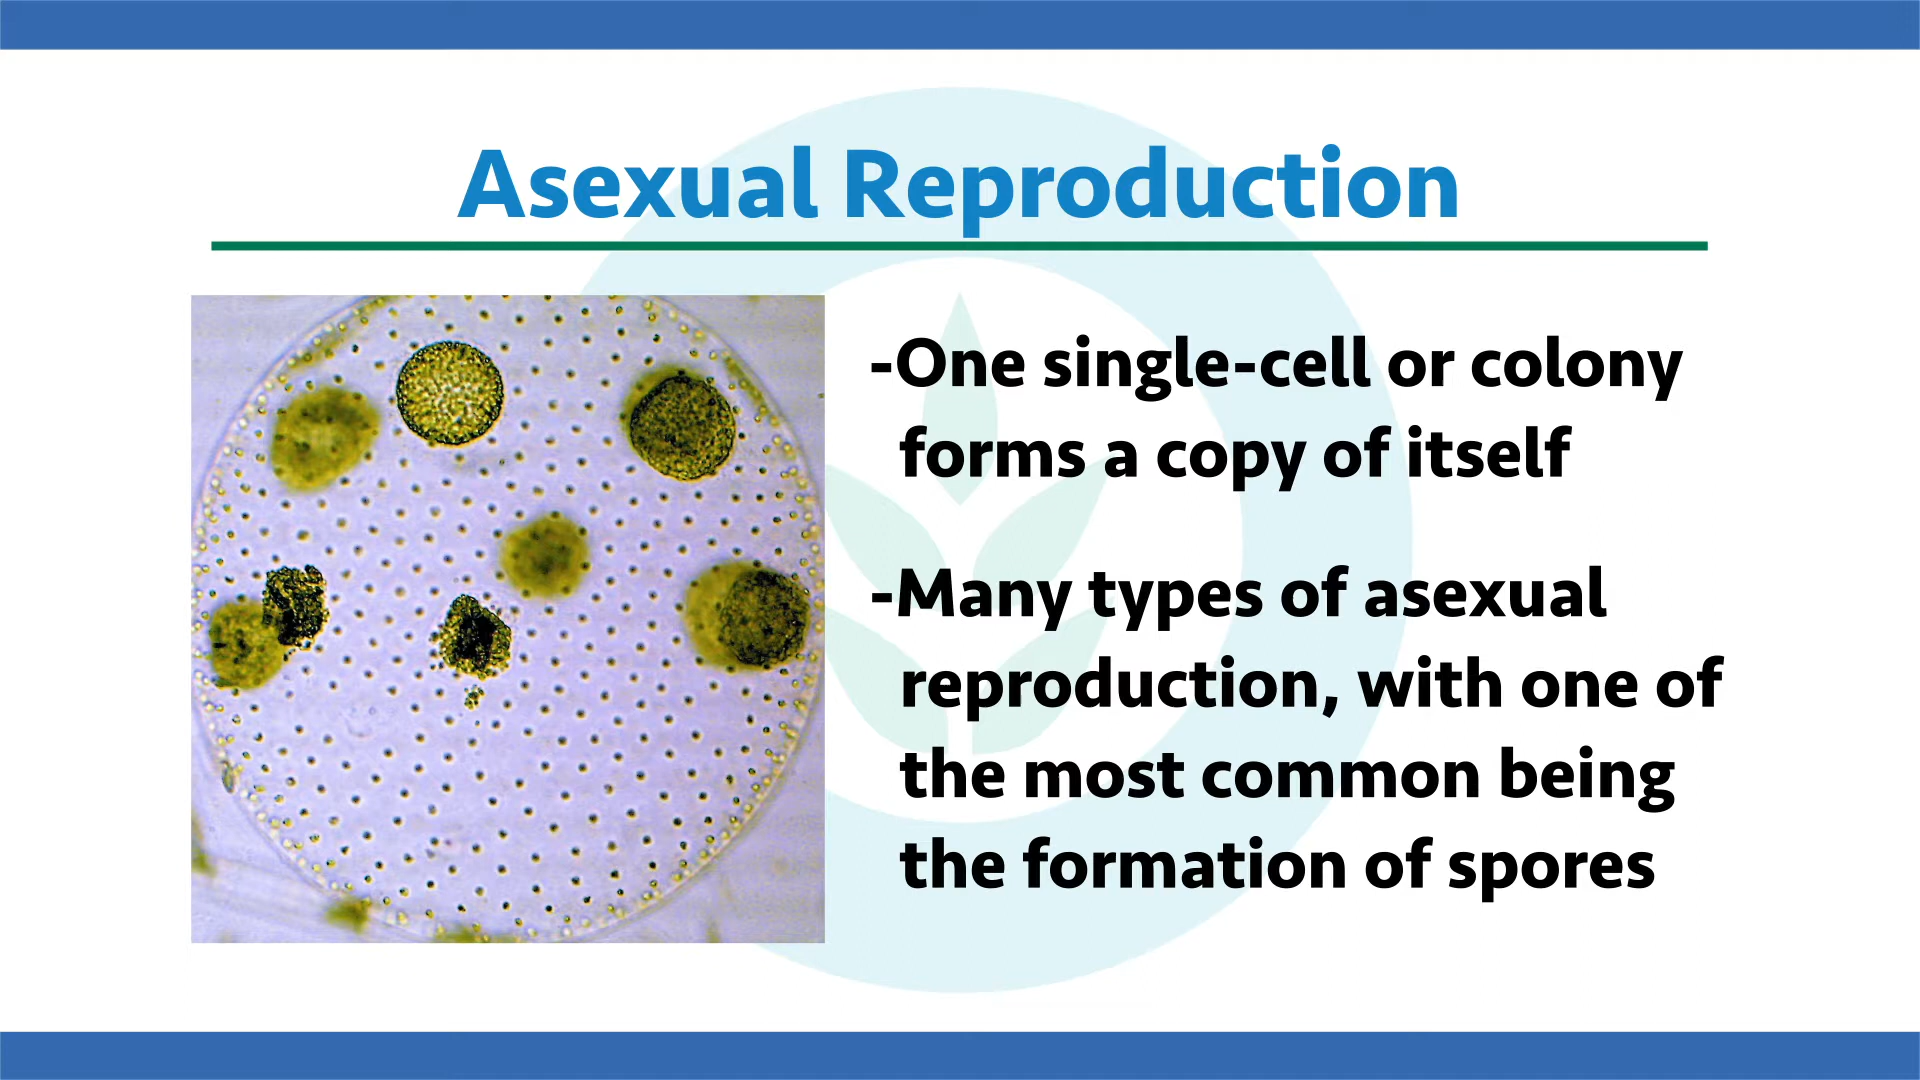 Asexual Reproduction
-One single-cell or colony
forms a copy of itself
-Many types of asexual
reproduction, with one of
the most common being
the formation of spores